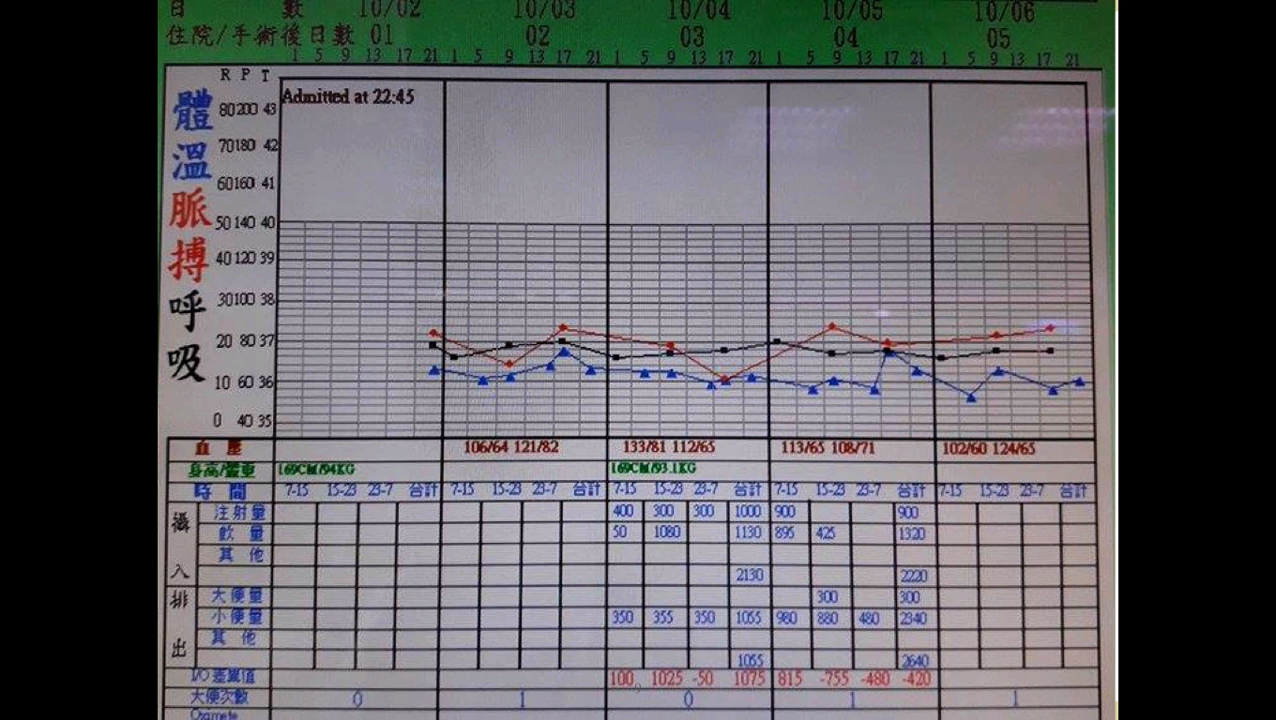 日 數 10/02 10/03 10/04 10/05 10/06
住院/手術後日數 01 02 03 04 05
1 5 9 13 17 21 1 5 9 13 17 21 1 5 9 13 17 21 1 5 9 13 17 21 1 5 9 13 17 21
R P T
Admitted at 22:45
體溫脈搏呼吸
80 200 43
70 180 42
60 160 41
50 140 40
40 120 39
30 100 38
20 80 37
10 60 36
0 40 35
血 壓 106/64 121/82 133/81 112/65 113/65 108/71 102/60 124/65
身高/體重 169CM/94KG 169CM/93.1KG
時 間 7-15 15-23 23-7 合計 7-15 15-23 23-7 合計 7-15 15-23 23-7 合計 7-15 15-23 23-7 合計 7-15 15-23 23-7 合計
攝入
注射量 400 300 300 1000 900 900
飲 量 50 1080 1130 895 425 1320
其 他
2130 2220
排出
大便量 300 300
小便量 350 355 350 1055 980 880 480 2340
其 他
1055 2640
I/O差異值 100 1025 -50 1075 815 -755 -480 -420
大便次數 0 1 0 1 1
Oximete